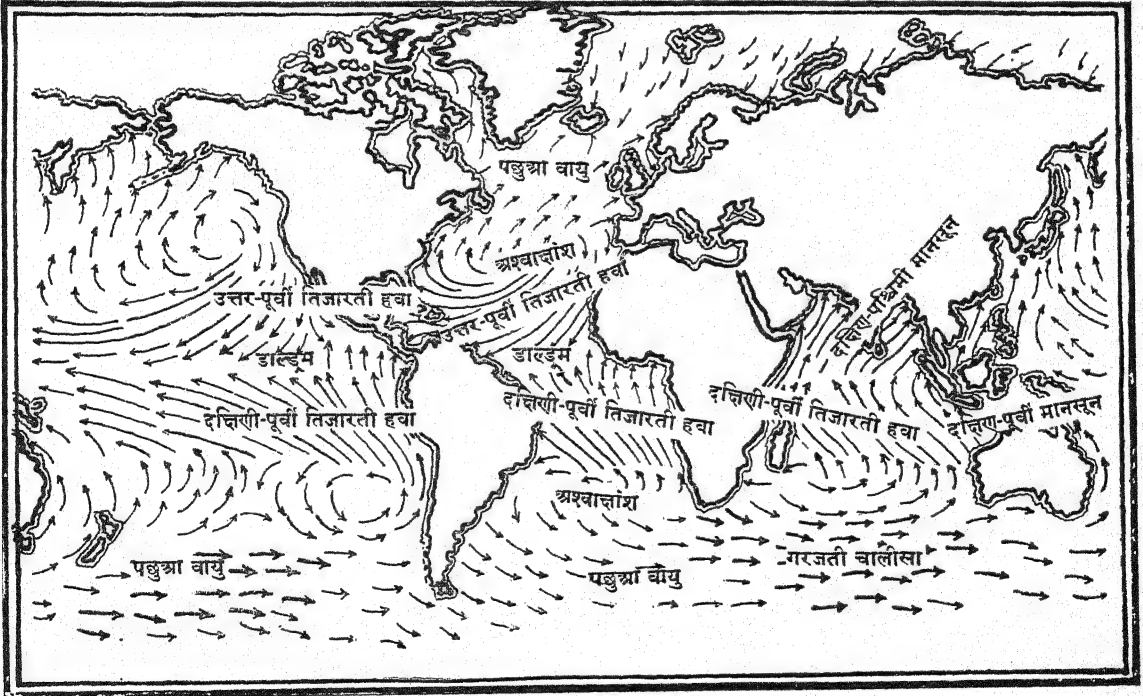 पछुआ वायु
अश्वाक्षांश
उत्तर-पूर्वी तिजारती हवा
उत्तर-पूर्वी तिजारती हवा
दक्षिण-पश्चिमी मानसून
डाल्ड्रम
डाल्ड्रम
दक्षिणी-पूर्वी तिजारती हवा
दक्षिणी-पूर्वी तिजारती हवा
दक्षिणी-पूर्वी तिजारती हवा
दक्षिण-पूर्वी मानसून
अश्वाक्षांश
पछुआ वायु
पछुआ वायु
गरजती चालीसा